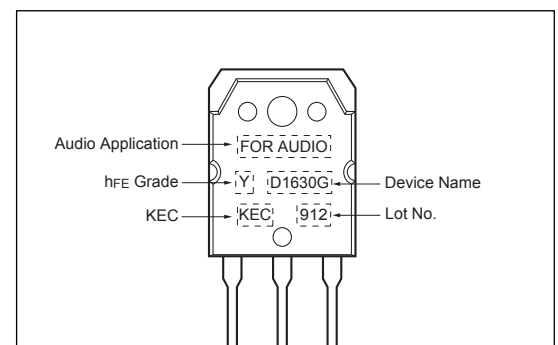 Audio Application FOR AUDIO
hFE Grade Y D1630G Device Name
KEC KEC 912 Lot No.